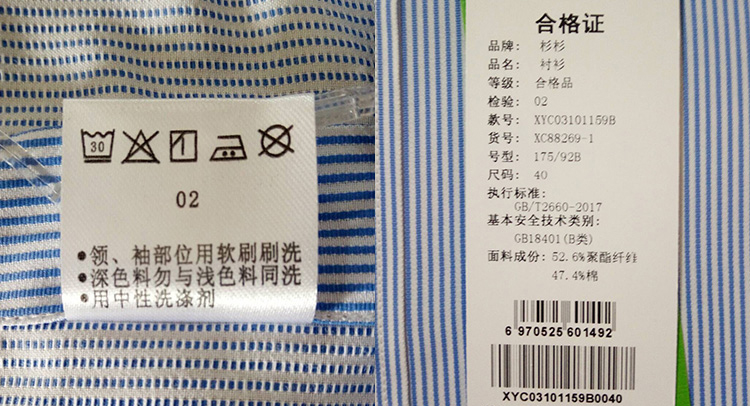 30
02
●领、袖部位用软刷刷洗
●深色料勿与浅色料同洗
●用中性洗涤剂
合格证
品牌: 杉杉
品名: 衬衫
等级: 合格品
检验: 02
款号: XYC03101159B
货号: XC88269-1
号型: 175/92B
尺码: 40
执行标准:
GB/T2660-2017
基本安全技术类别:
GB18401(B类)
面料成份: 52.6%聚酯纤维
47.4%棉
6 970525 601492
XYC03101159B0040